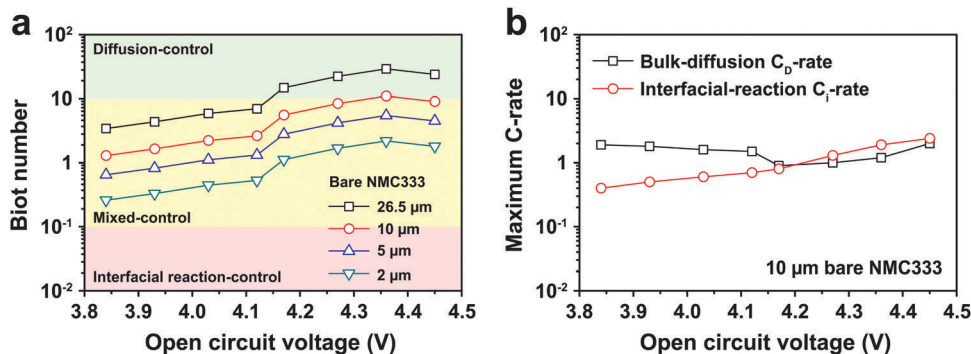 a
10²
10
1
10⁻¹
10⁻²
Biot number
Diffusion-control
Mixed-control
Interfacial reaction-control
Bare NMC333
26.5 µm
10 µm
5 µm
2 µm
3.8 3.9 4.0 4.1 4.2 4.3 4.4 4.5
Open circuit voltage (V)
b
10²
10
1
10⁻¹
10⁻²
Maximum C-rate
Bulk-diffusion C_D-rate
Interfacial-reaction C_i-rate
10 µm bare NMC333
3.8 3.9 4.0 4.1 4.2 4.3 4.4 4.5
Open circuit voltage (V)